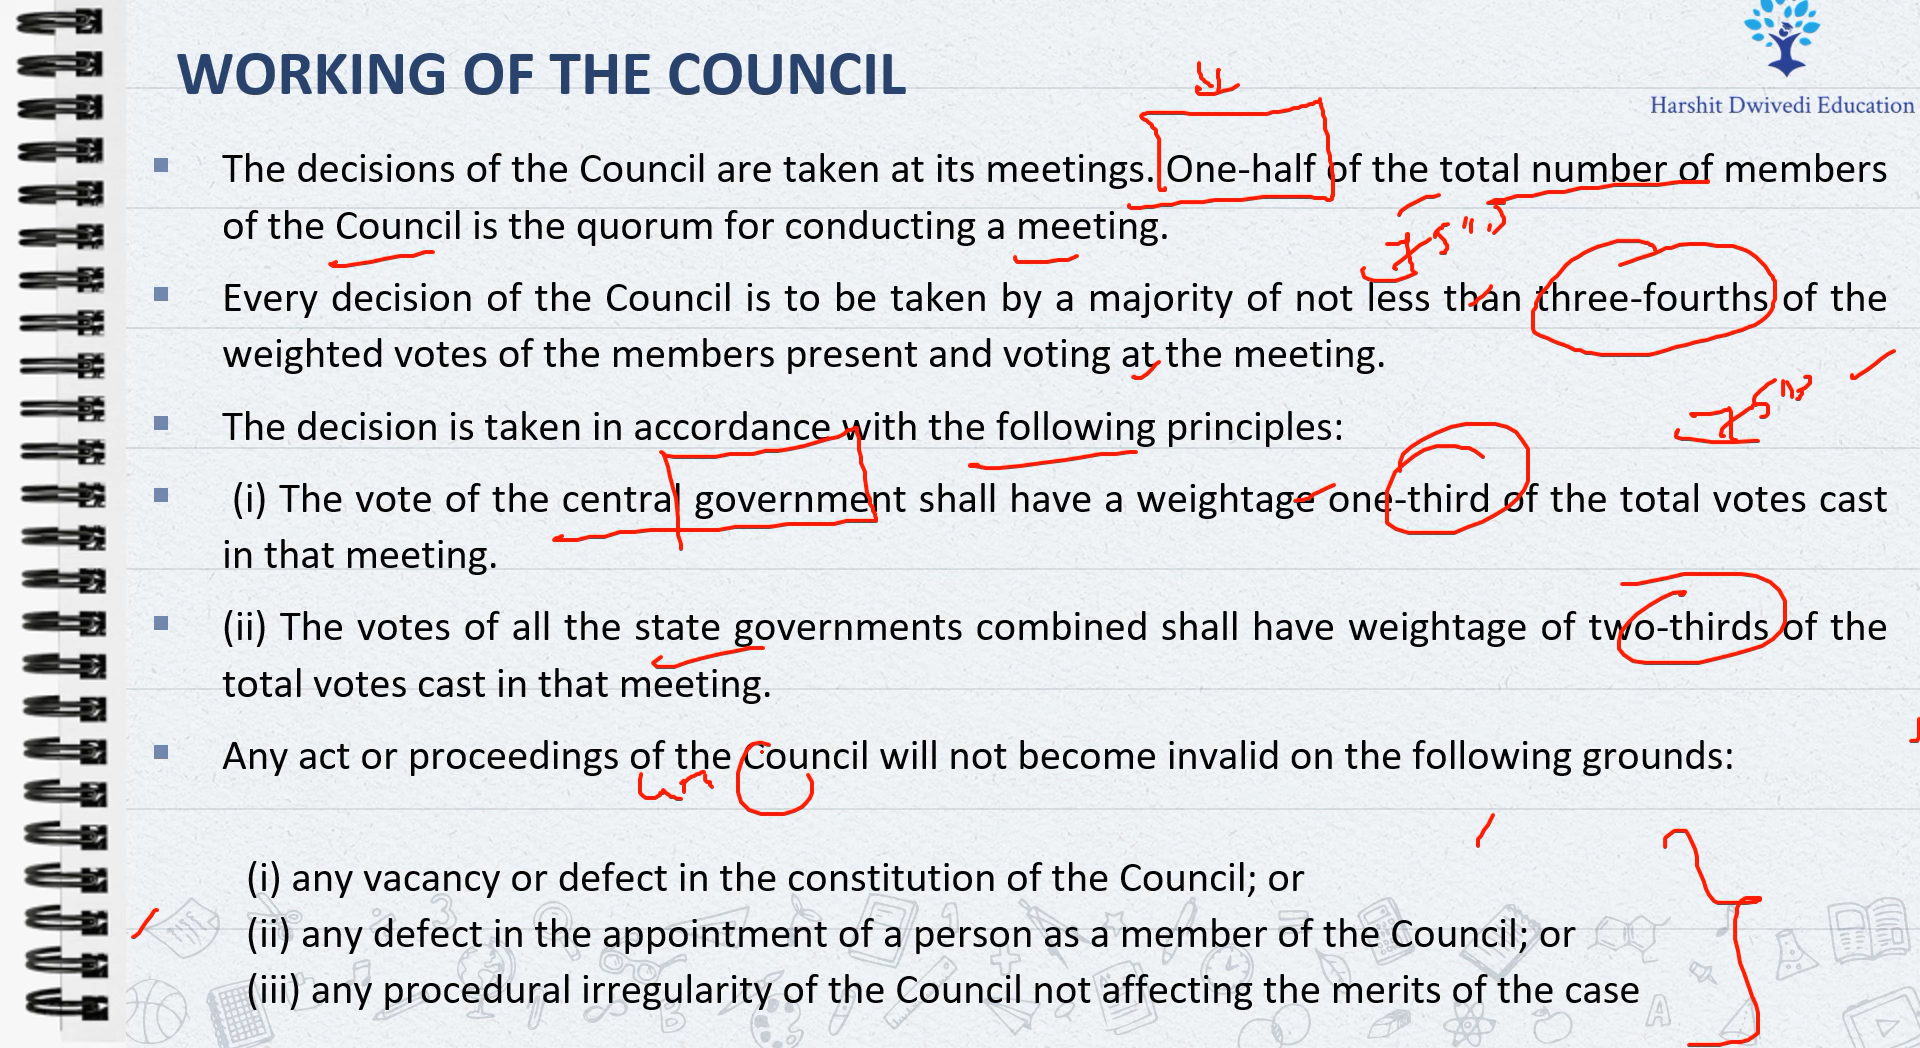 WORKING OF THE COUNCIL
Harshit Dwivedi Education
The decisions of the Council are taken at its meetings. One-half of the total number of members
of the Council is the quorum for conducting a meeting.
Every decision of the Council is to be taken by a majority of not less than three-fourths of the
weighted votes of the members present and voting at the meeting.
The decision is taken in accordance with the following principles:
(i) The vote of the central government shall have a weightage one-third of the total votes cast
in that meeting.
(ii) The votes of all the state governments combined shall have weightage of two-thirds of the
total votes cast in that meeting.
Any act or proceedings of the Council will not become invalid on the following grounds:
(i) any vacancy or defect in the constitution of the Council; or
(ii) any defect in the appointment of a person as a member of the Council; or
(iii) any procedural irregularity of the Council not affecting the merits of the case